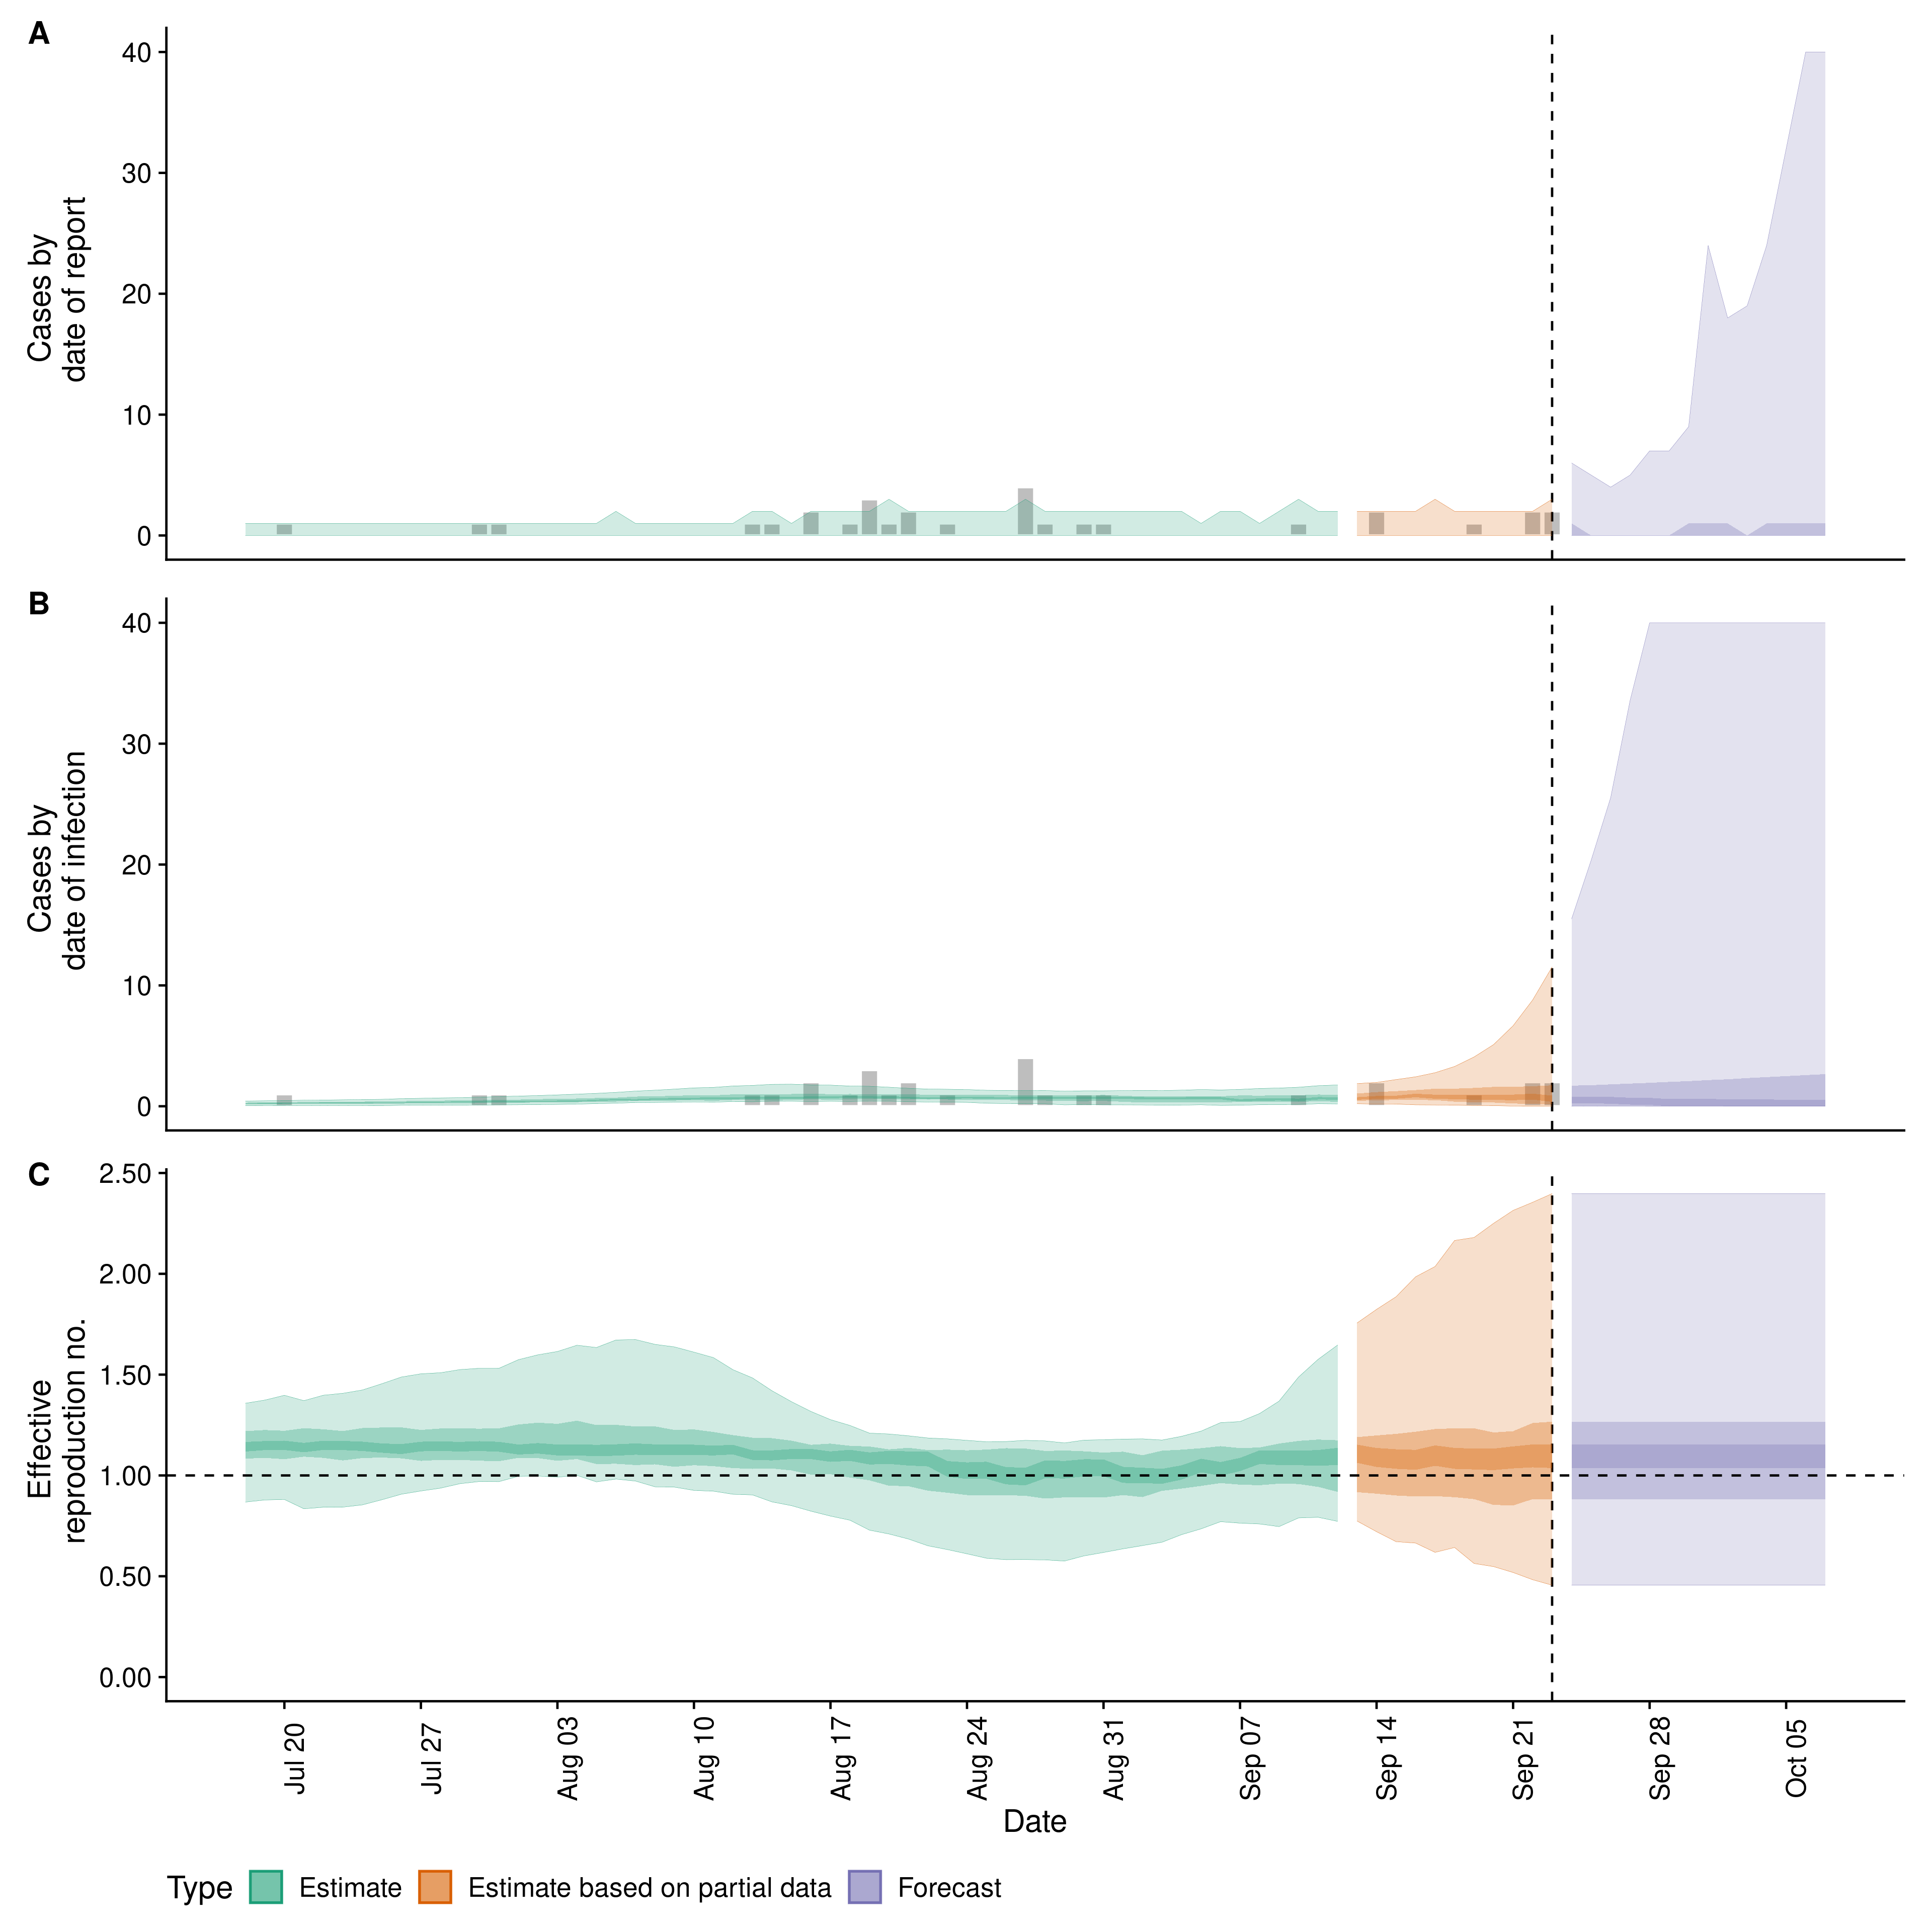 A
40
30
20
10
0
Cases by
date of report
B
40
30
20
10
0
Cases by
date of infection
C
2.50
2.00
1.50
1.00
0.50
0.00
Effective
reproduction no.
Jul 20
Jul 27
Aug 03
Aug 10
Aug 17
Aug 24
Aug 31
Sep 07
Sep 14
Sep 21
Sep 28
Oct 05
Date
Type Estimate Estimate based on partial data Forecast